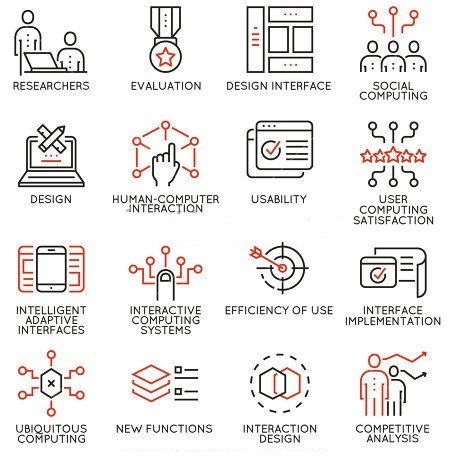 RESEARCHERS
EVALUATION
DESIGN INTERFACE
SOCIAL
COMPUTING
DESIGN
HUMAN-COMPUTER
INTERACTION
USABILITY
USER
COMPUTING
SATISFACTION
INTELLIGENT
ADAPTIVE
INTERFACES
INTERACTIVE
COMPUTING
SYSTEMS
EFFICIENCY OF USE
INTERFACE
IMPLEMENTATION
UBIQUITOUS
COMPUTING
NEW FUNCTIONS
INTERACTION
DESIGN
COMPETITIVE
ANALYSIS